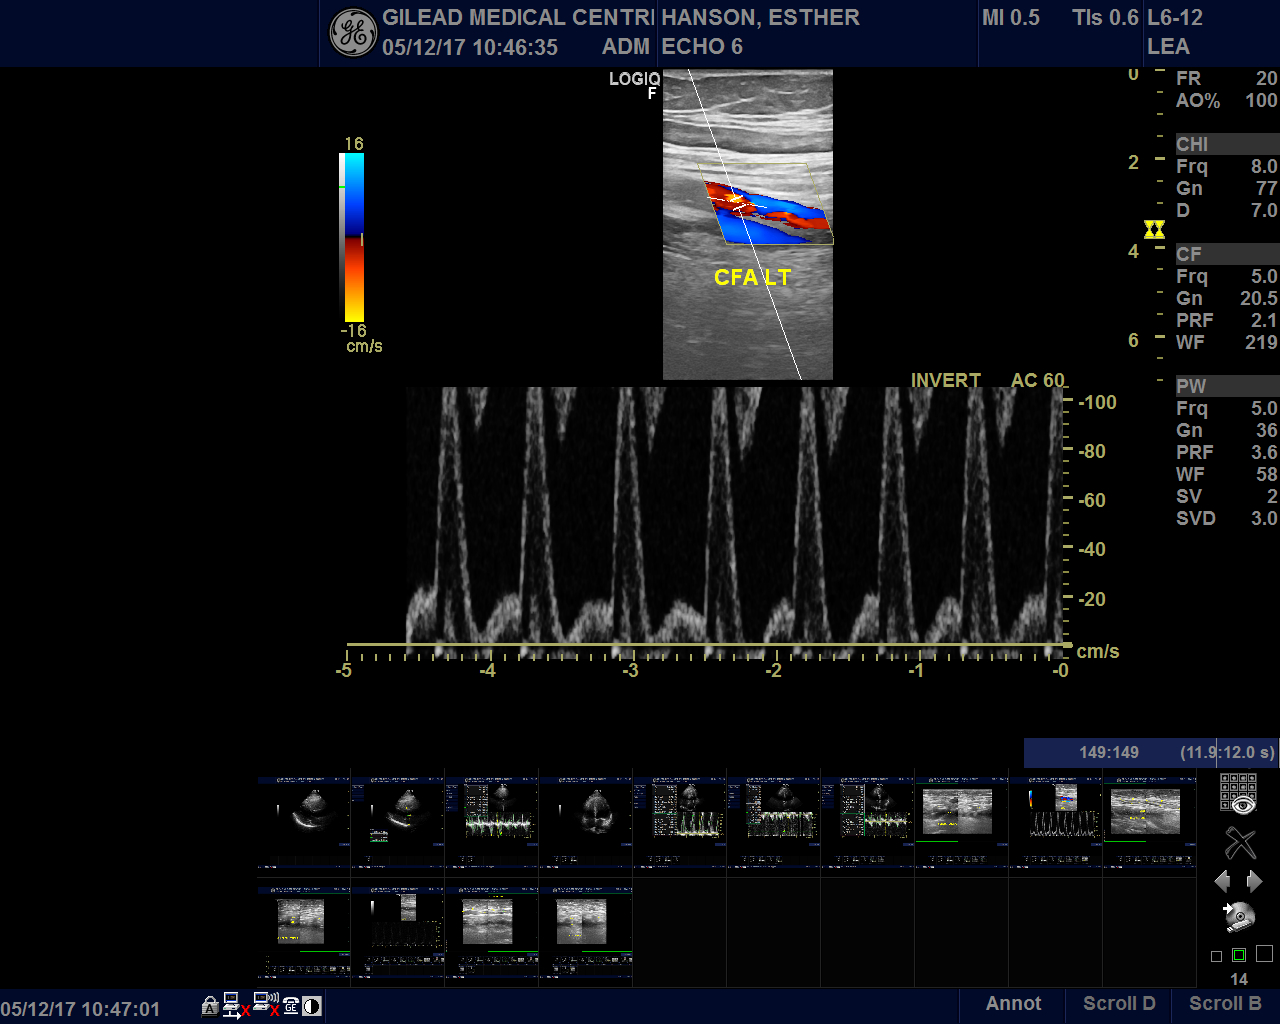 GILEAD MEDICAL CENTRE HANSON, ESTHER MI 0.5 TIs 0.6 L6-12
05/12/17 10:46:35 ADM ECHO 6 LEA
LOGIQ
F
0
2
4
6
16
-16
cm/s
CFA LT
FR 20
AO% 100
CHI
Frq 8.0
Gn 77
D 7.0
CF
Frq 5.0
Gn 20.5
PRF 2.1
WF 219
PW
Frq 5.0
Gn 36
PRF 3.6
WF 58
SV 2
SVD 3.0
INVERT AC 60
-100
-80
-60
-40
-20
cm/s
-5 -4 -3 -2 -1 -0
149:149 (11.9:12.0 s)
14
05/12/17 10:47:01 Annot Scroll D Scroll B